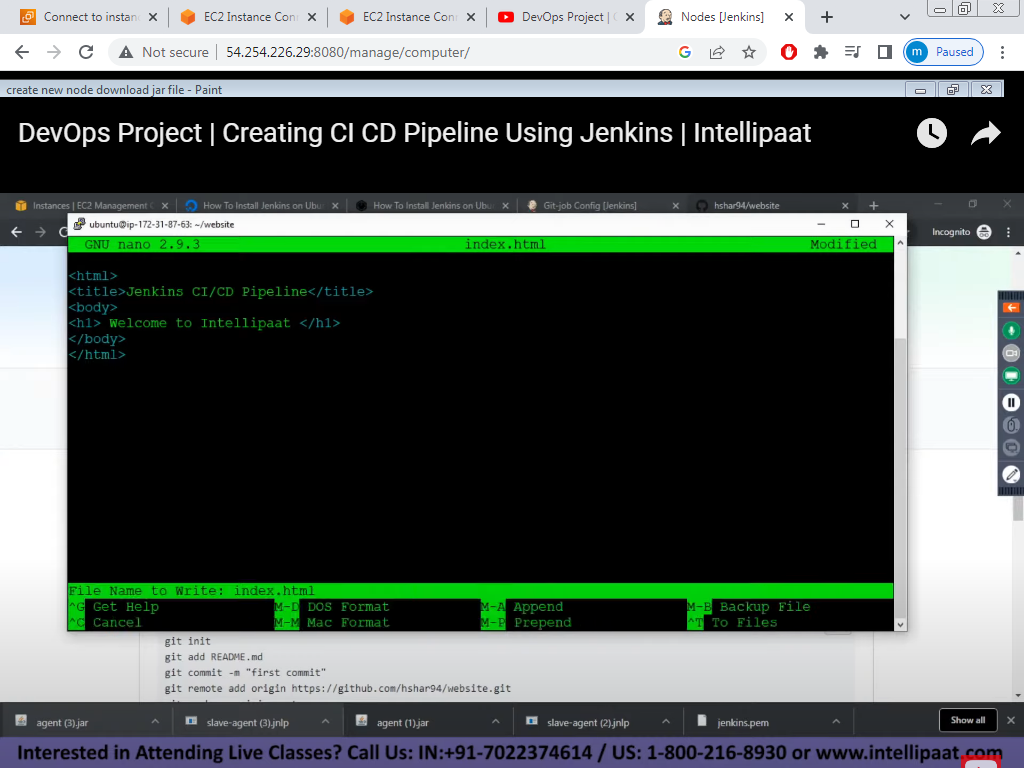 Connect to instan
EC2 Instance Con
EC2 Instance Con
DevOps Project |
Nodes [Jenkins]
Not secure
54.254.226.29:8080/manage/computer/
G
m
Paused
create new node download jar file - Paint
DevOps Project | Creating CI CD Pipeline Using Jenkins | Intellipaat
Instances | EC2 Management C
How To Install Jenkins on Ubu
How To Install Jenkins on Ubu
Git-job Config [Jenkins]
hshar94/website
Incognito
ubuntu@ip-172-31-87-63: ~/website
GNU nano 2.9.3 index.html Modified
<html>
<title>Jenkins CI/CD Pipeline</title>
<body>
<h1> Welcome to Intellipaat </h1>
</body>
</html>
File Name to Write: index.html
^G Get Help M-D DOS Format M-A Append M-B Backup File
^C Cancel M-M Mac Format M-P Prepend ^T To Files
git init
git add README.md
git commit -m "first commit"
git remote add origin https://github.com/hshar94/website.git
agent (3).jar
slave-agent (3).jnlp
agent (1).jar
slave-agent (2).jnlp
jenkins.pem
Show all
Interested in Attending Live Classes? Call Us: IN:+91-7022374614 / US: 1-800-216-8930 or www.intellipaat.com